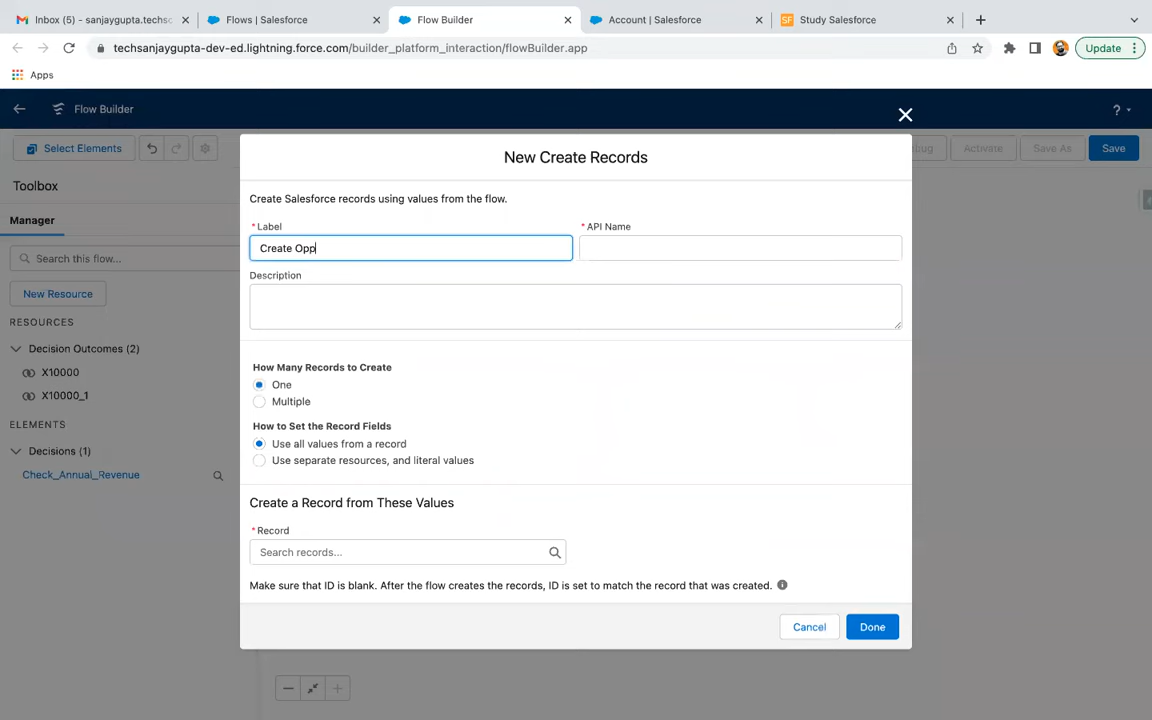 Inbox (5) - sanjaygupta.techsc
Flows | Salesforce
Flow Builder
Account | Salesforce
SF
Study Salesforce
techsanjaygupta-dev-ed.lightning.force.com/builder_platform_interaction/flowBuilder.app
Update
Apps
Flow Builder
?
Select Elements
bug
Activate
Save As
Save
Toolbox
Manager
Search this flow...
New Resource
RESOURCES
Decision Outcomes (2)
X10000
X10000_1
ELEMENTS
Decisions (1)
Check_Annual_Revenue
New Create Records
Create Salesforce records using values from the flow.
* Label
* API Name
Create Opp
Description
How Many Records to Create
One
Multiple
How to Set the Record Fields
Use all values from a record
Use separate resources, and literal values
Create a Record from These Values
* Record
Search records...
Make sure that ID is blank. After the flow creates the records, ID is set to match the record that was created.
Cancel
Done